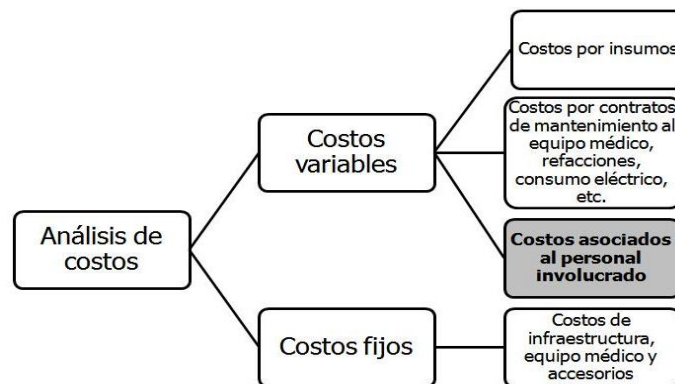 Análisis de
costos
Costos
variables
Costos por insumos
Costos por contratos
de mantenimiento al
equipo médico,
refacciones,
consumo eléctrico,
etc.
Costos asociados
al personal
involucrado
Costos fijos
Costos de
infraestructura,
equipo médico y
accesorios